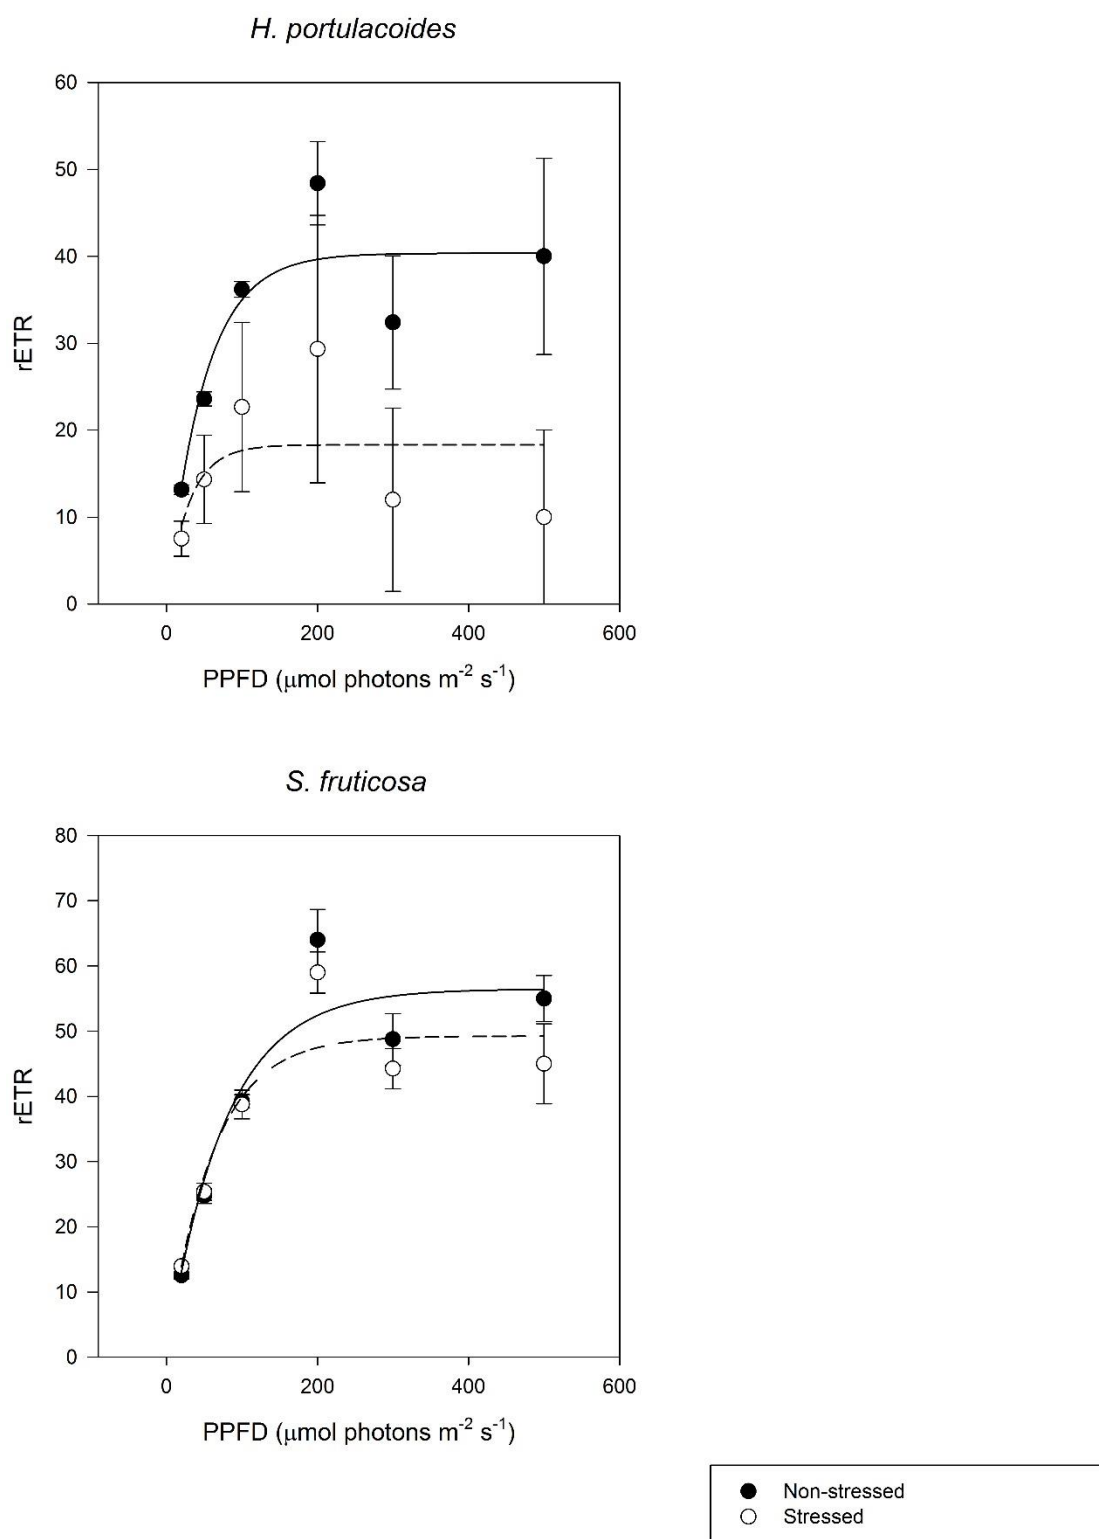 H. portulacoides
60
50
40
30
20
10
0
rETR
0 200 400 600
PPFD (μmol photons m⁻² s⁻¹)
S. fruticosa
80
70
60
50
40
30
20
10
0
rETR
0 200 400 600
PPFD (μmol photons m⁻² s⁻¹)
Non-stressed
Stressed